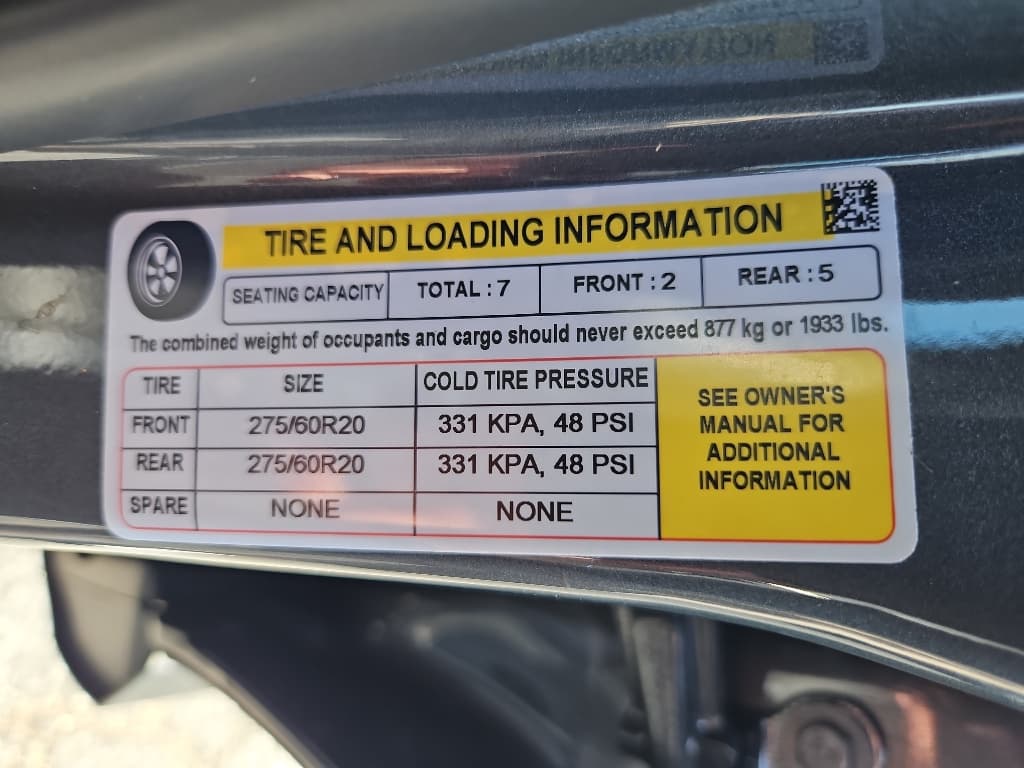 TIRE AND LOADING INFORMATION
SEATING CAPACITY TOTAL : 7 FRONT : 2 REAR : 5
The combined weight of occupants and cargo should never exceed 877 kg or 1933 lbs.
TIRE SIZE COLD TIRE PRESSURE
FRONT 275/60R20 331 KPA, 48 PSI
REAR 275/60R20 331 KPA, 48 PSI
SPARE NONE NONE
SEE OWNER'S
MANUAL FOR
ADDITIONAL
INFORMATION